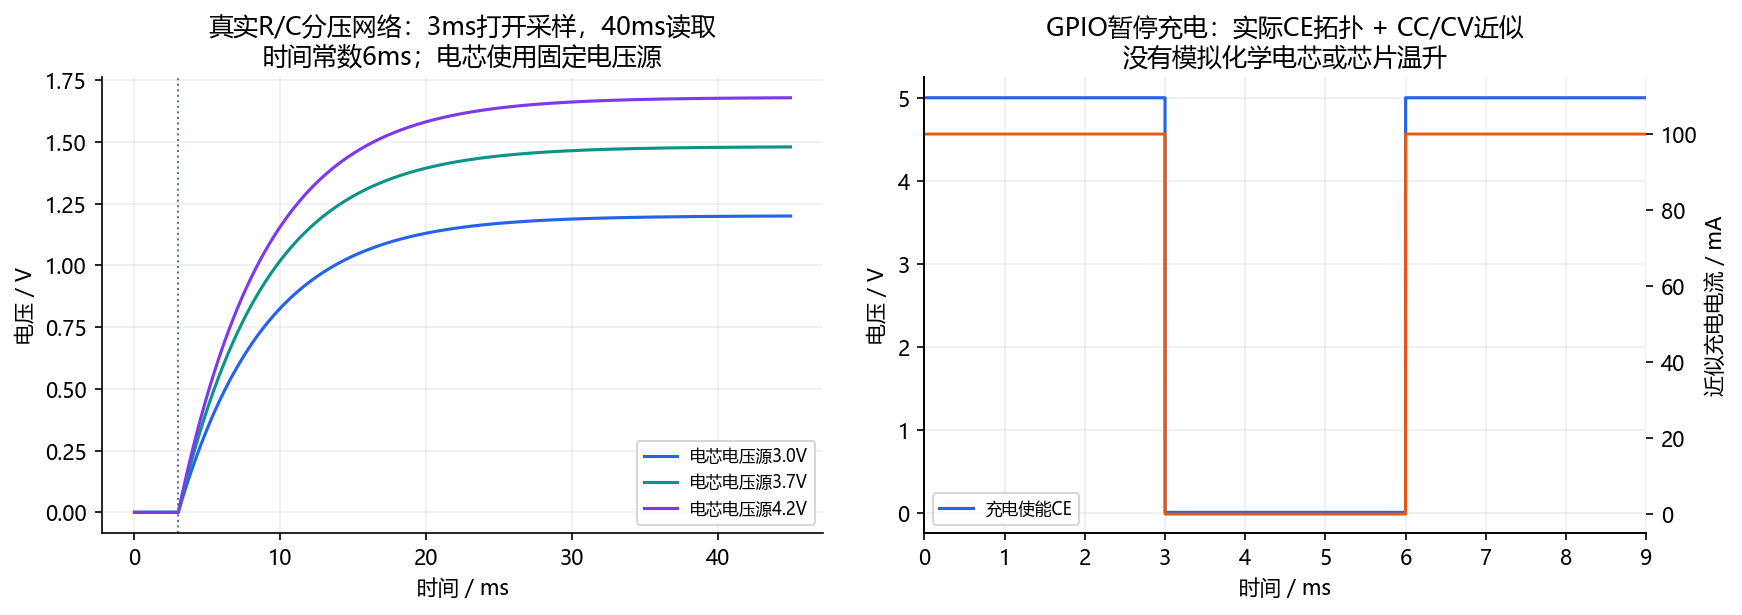 真实R/C分压网络：3ms打开采样，40ms读取
时间常数6ms；电芯使用固定电压源
电压 / V
1.75
1.50
1.25
1.00
0.75
0.50
0.25
0.00
0
10
20
30
40
时间 / ms
电芯电压源3.0V
电芯电压源3.7V
电芯电压源4.2V
GPIO暂停充电：实际CE拓扑 + CC/CV近似
没有模拟化学电芯或芯片温升
电压 / V
5
4
3
2
1
0
0
1
2
3
4
5
6
7
8
9
时间 / ms
充电使能CE
100
80
60
40
20
0
近似充电电流 / mA